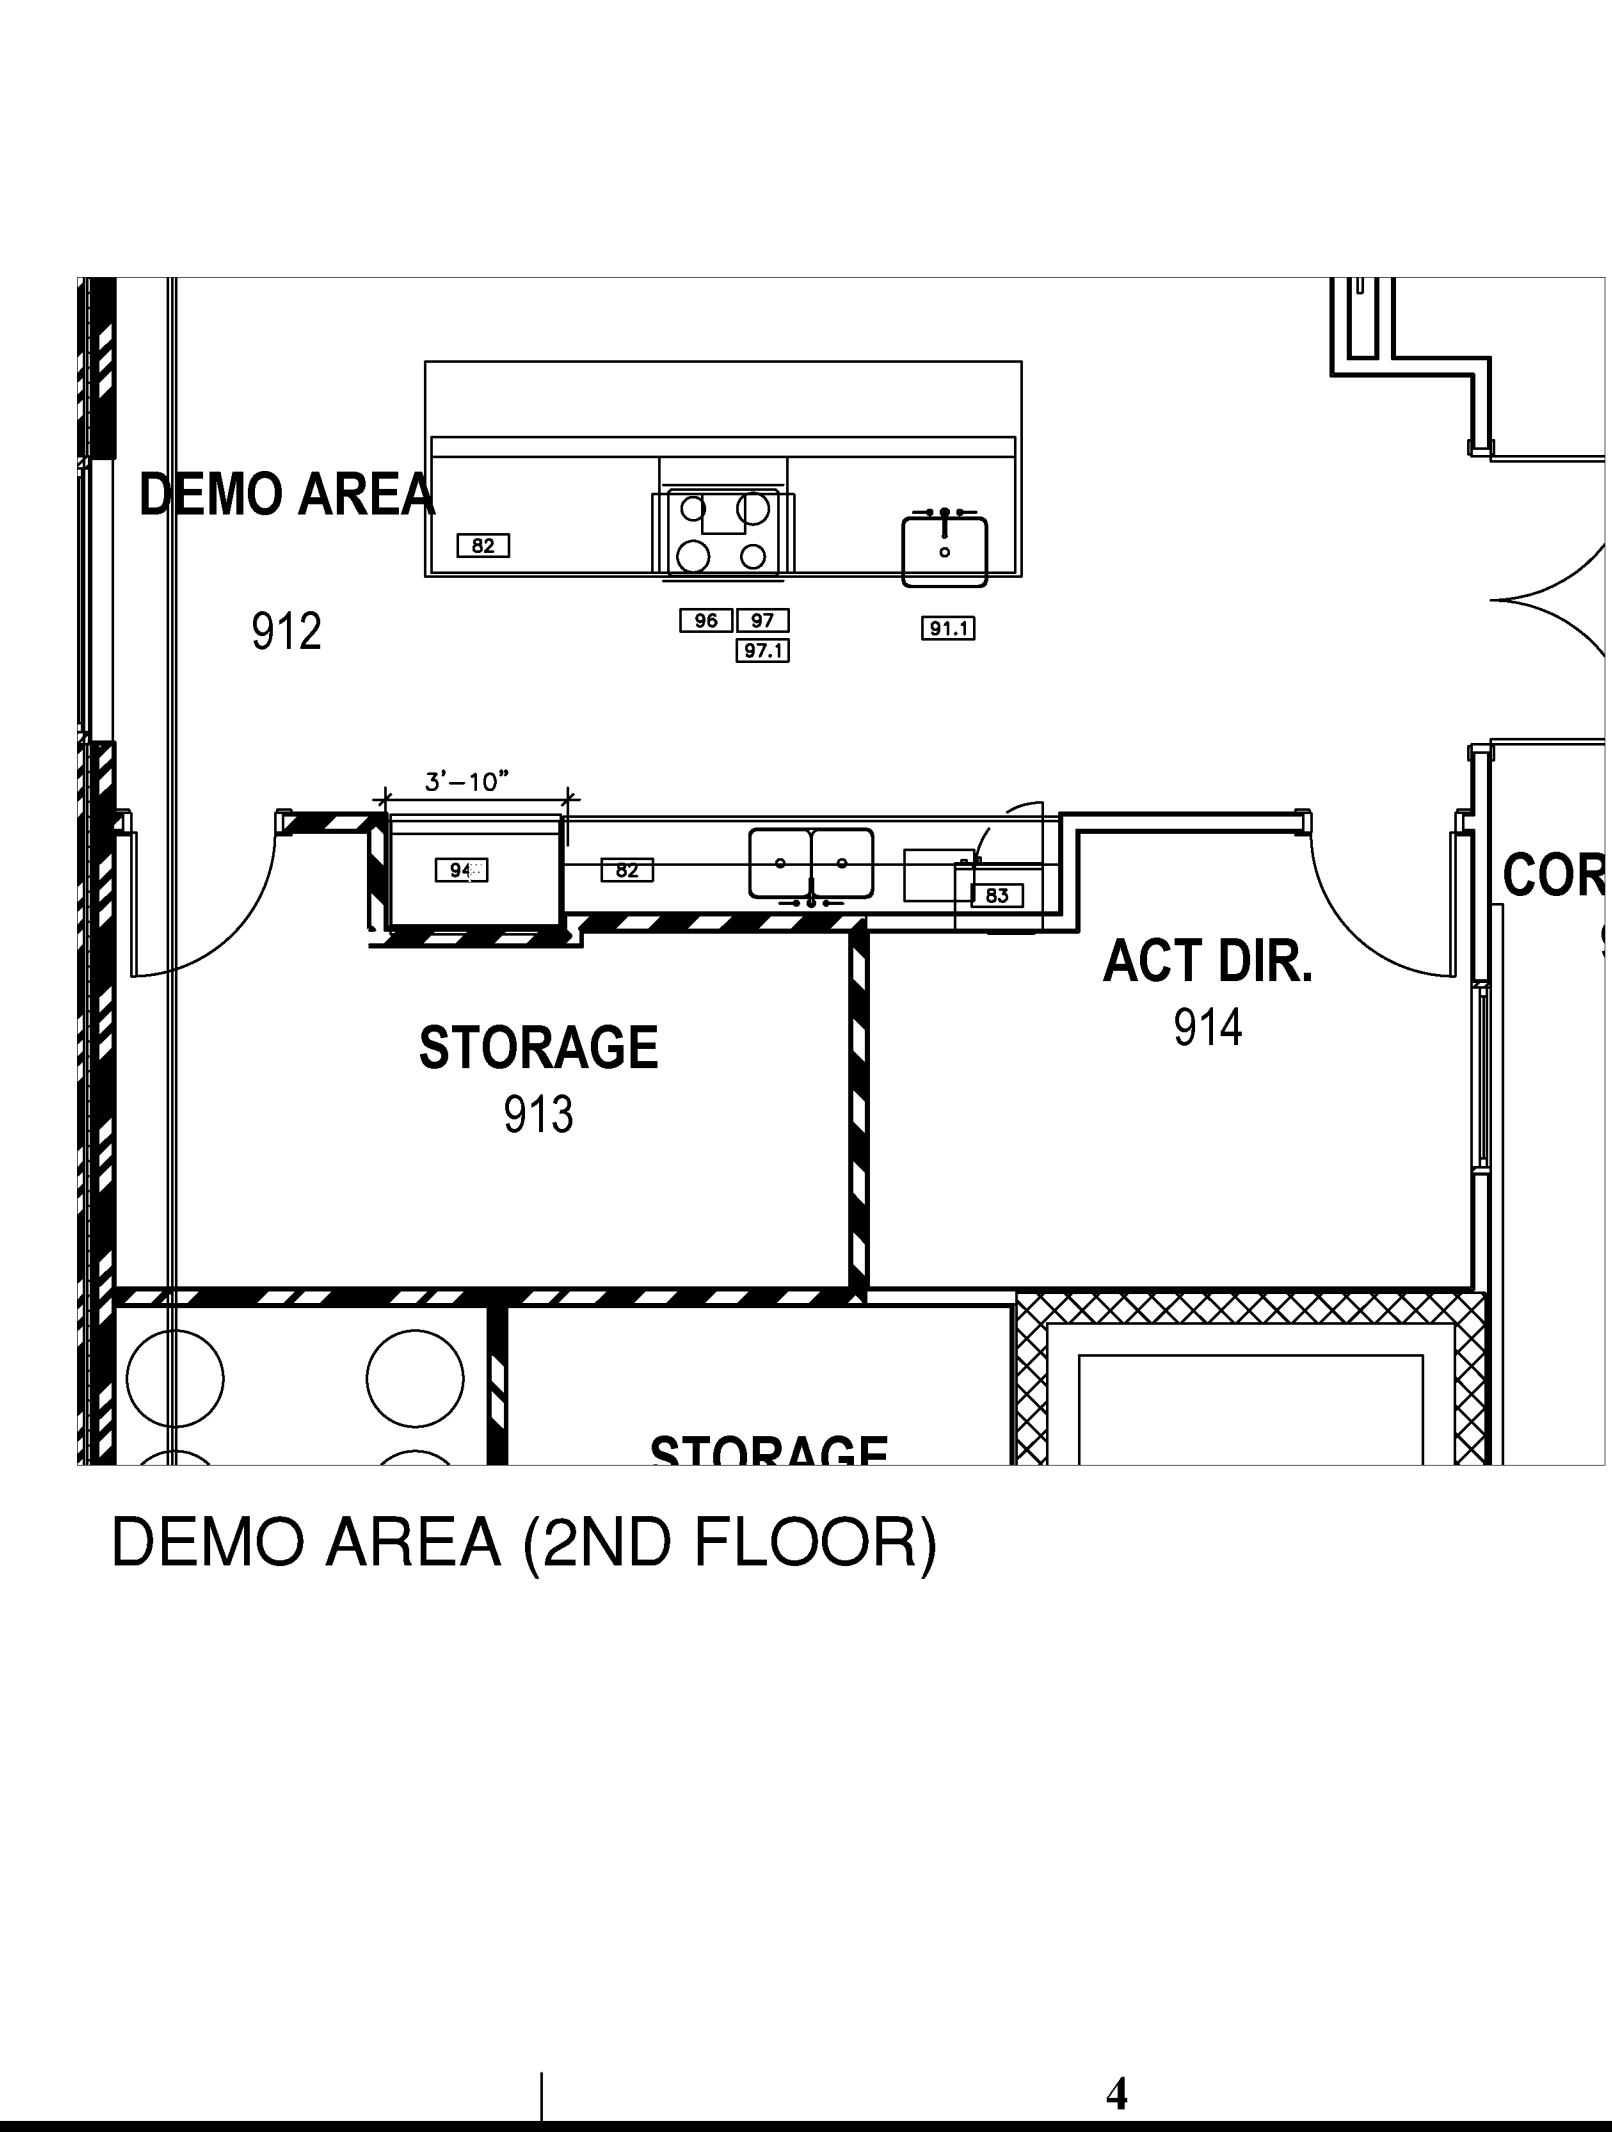 DEMO AREA
82
912
96
97
91.1
97.1
3'-10"
94
82
83
COR
ACT DIR.
914
STORAGE
913
STORAGE
DEMO AREA (2ND FLOOR)
4